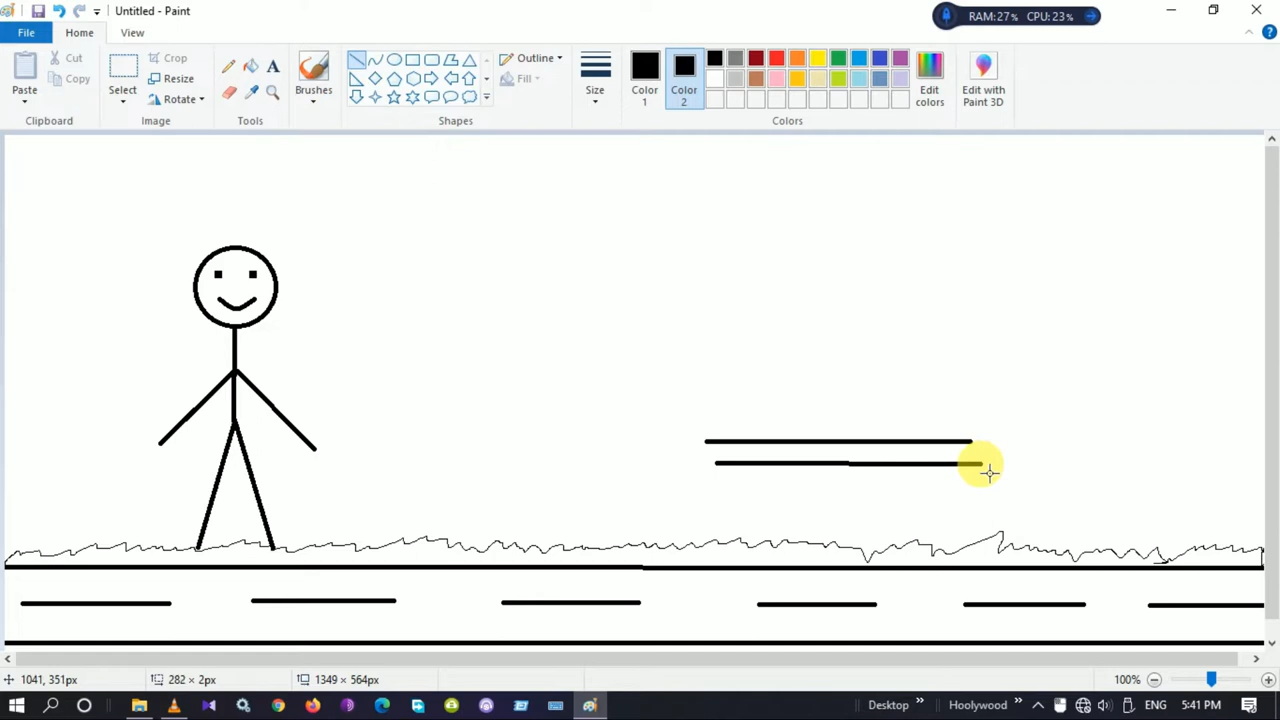 Untitled - Paint
RAM:27% CPU:23%
File Home View
Paste
Cut
Copy
Clipboard
Select
Crop
Resize
Rotate
Image
A
Tools
Brushes
Outline
Fill
Shapes
Size
Color 1
Color 2
Edit colors
Colors
Edit with Paint 3D
1041, 351px
282 × 2px
1349 × 564px
100%
Desktop
Hoolywood
ENG
5:41 PM